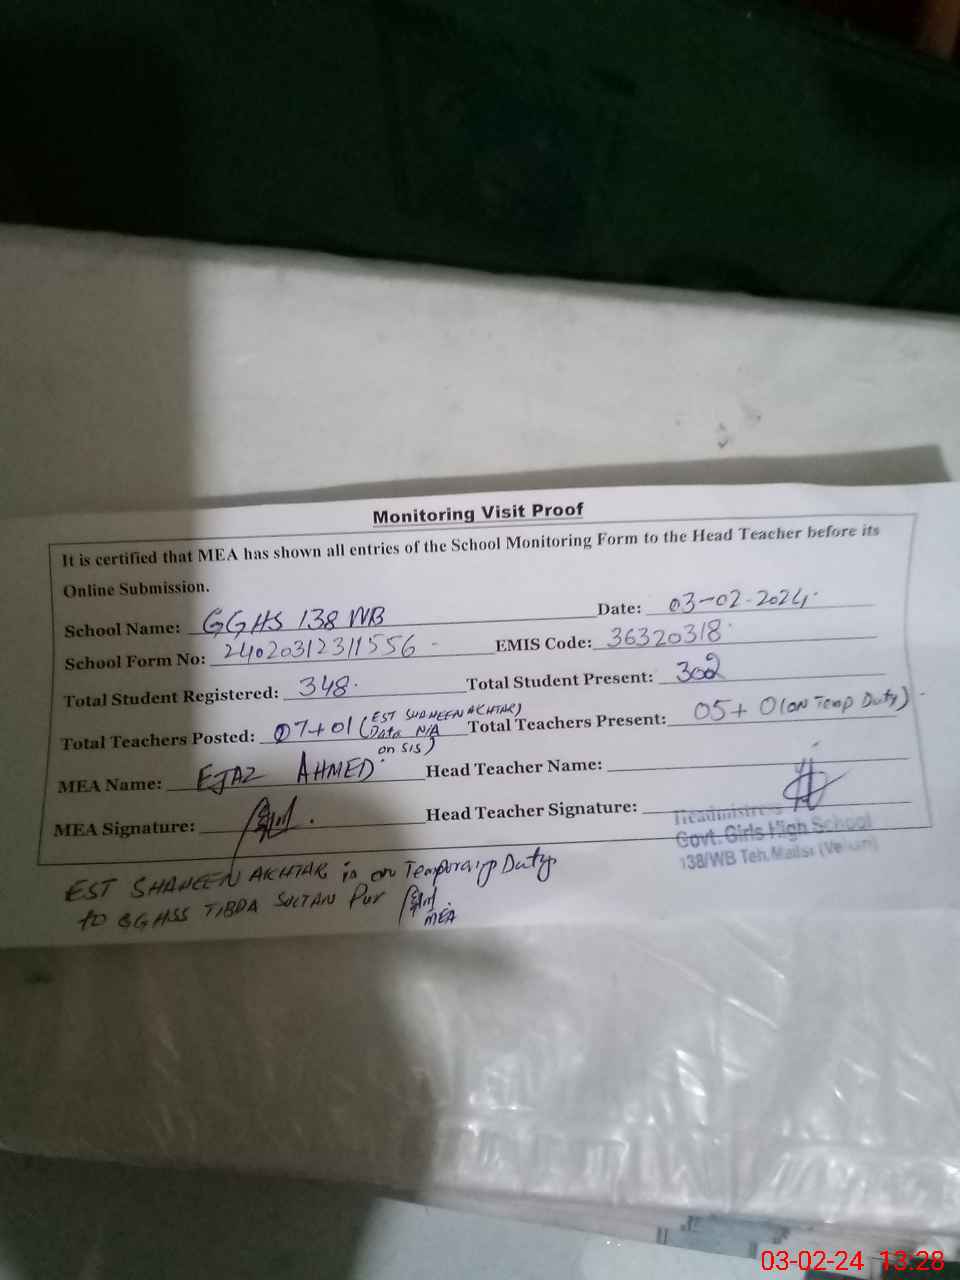 Monitoring Visit Proof
It is certified that MEA has shown all entries of the School Monitoring Form to the Head Teacher before its
Online Submission.
School Name: GGHS 138 WB Date: 03-02-2024
School Form No: 24020312311556 EMIS Code: 36320318
Total Student Registered: 348 Total Student Present: 302
Total Teachers Posted: 07+01 (EST SHAHEEN AKHTAR) Data N/A on SIS) Total Teachers Present: 05+01 (on Temp Duty)
MEA Name: EJAZ AHMED Head Teacher Name:
MEA Signature: Head Teacher Signature:
Headmistress
Govt. Girls High School
138/WB Teh. Mailsi (Vehari)
EST SHAHEEN AKHTAR is on Temporary Duty
to GGHSS TIBBA SULTAN Pur
MEA
03-02-24 13:28